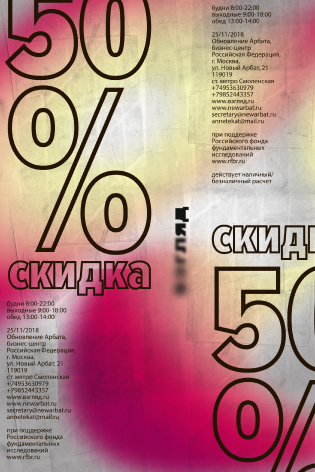 50
%
скидка
будни 8:00-22:00
выходные 9:00-18:00
обед 13:00-14:00
25/11/2018
Обновление Арбата,
бизнес-центр
Российская Федерация,
г. Москва,
ул. Новый Арбат, 21
119019
ст. метро Смоленская
+74953630979
+79852443357
www.взгляд.ru
www.newarbat.ru
secretary@newarbat.ru
annetekat@mail.ru
при поддержке
Российского фонда
фундаментальных
исследований
www.rfbr.ru
взгляд
будни 8:00-22:00
выходные 9:00-18:00
обед 13:00-14:00
25/11/2018
Обновление Арбата,
бизнес-центр
Российская Федерация,
г. Москва,
ул. Новый Арбат, 21
119019
ст. метро Смоленская
+74953630979
+79852443357
www.взгляд.ru
www.newarbat.ru
secretary@newarbat.ru
annetekat@mail.ru
при поддержке
Российского фонда
фундаментальных
исследований
www.rfbr.ru
действует наличный/
безналичный расчет
скид
50
%